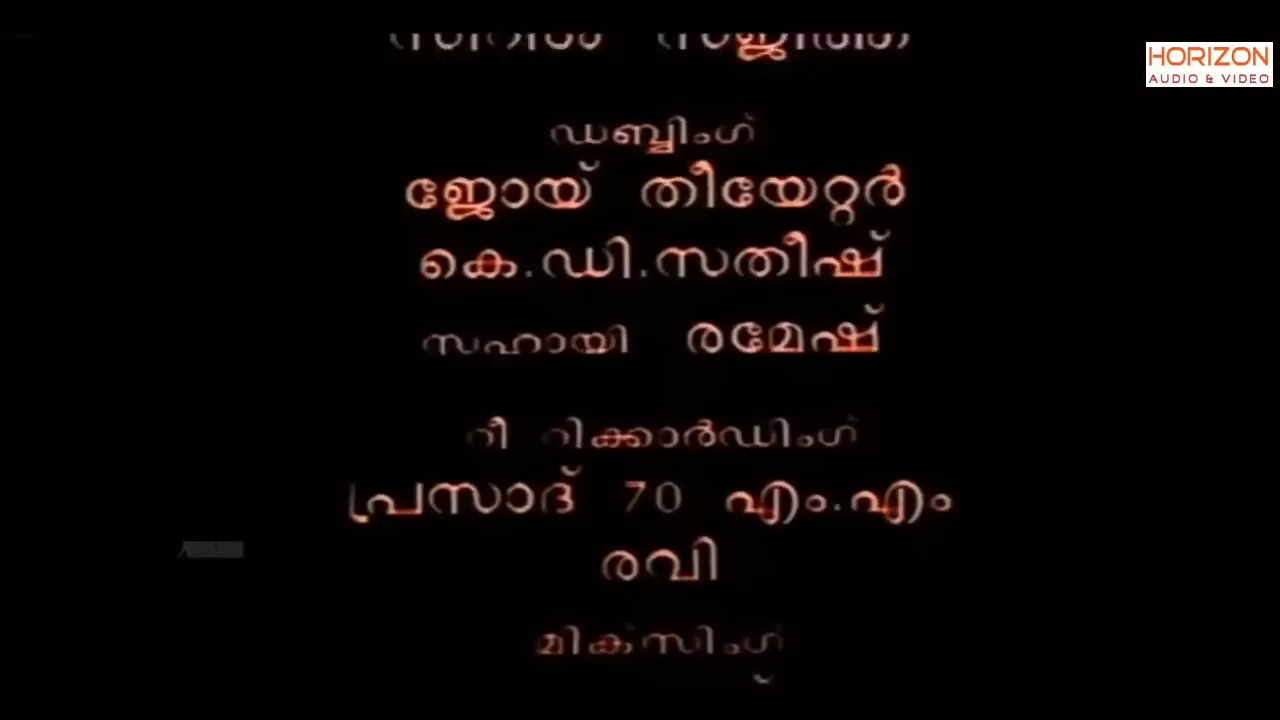 HORIZON
AUDIO & VIDEO
ഡബ്ബിംഗ്
ജോയ് തീയേറ്റർ
കെ.ഡി.സതീഷ്
സഹായി രമേഷ്
റീ റിക്കാർഡിംഗ്
പ്രസാദ് 70 എം.എം
രവി
മിക്സിംഗ്